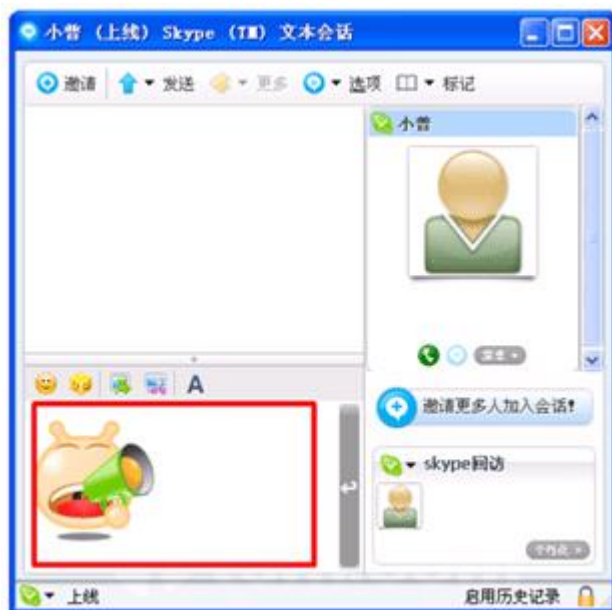 小普 (上线) Skype (TM) 文本会话
邀请 发送 更多 选项 标记
小普
A
邀请更多人加入会话!
skype回访
上线 启用历史记录